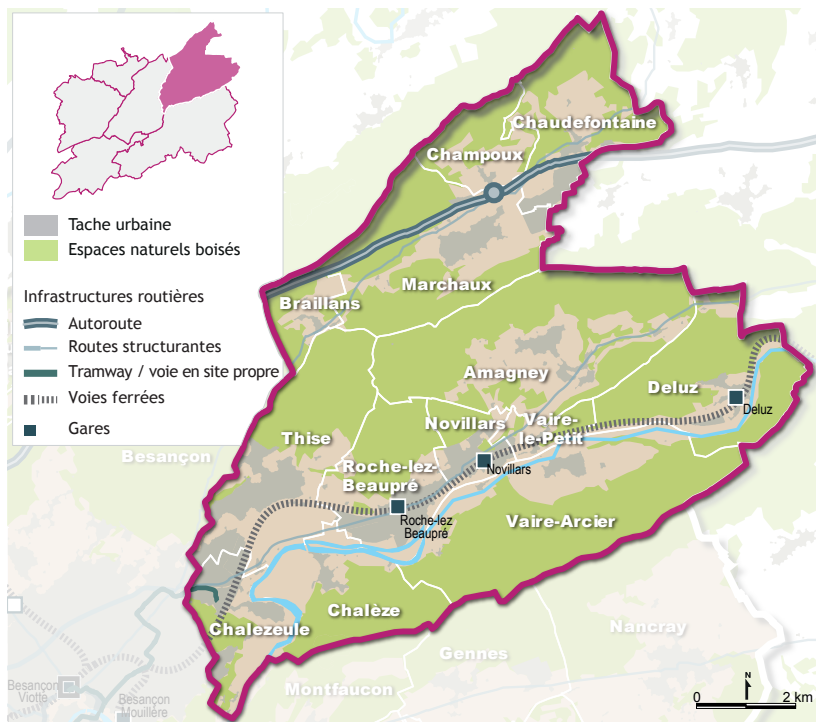 Tache urbaine
Espaces naturels boisés
Infrastructures routières
Autoroute
Routes structurantes
Tramway / voie en site propre
Voies ferrées
Gares
Chaudefontaine
Champoux
Marchaux
Braillans
Amagney
Deluz
Deluz
Novillars
Vaire-
le-Petit
Thise
Besançon
Roche-lez-
Beaupré
Novillars
Roche-lez
Beaupré
Vaire-Arcier
Chalèze
Chalezeule
Nancray
Gennes
Montfaucon
Besançon
Viotte
Besançon
Mouillère
N
0 2 km